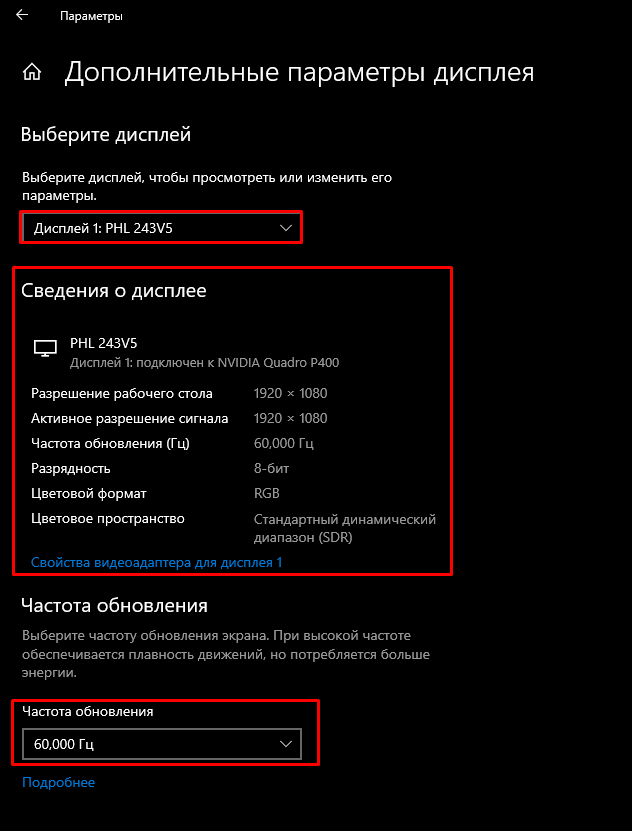 Параметры
Дополнительные параметры дисплея
Выберите дисплей
Выберите дисплей, чтобы просмотреть или изменить его
параметры.
Дисплей 1: PHL 243V5
Сведения о дисплее
PHL 243V5
Дисплей 1: подключен к NVIDIA Quadro P400
Разрешение рабочего стола 1920 × 1080
Активное разрешение сигнала 1920 × 1080
Частота обновления (Гц) 60,000 Гц
Разрядность 8-бит
Цветовой формат RGB
Цветовое пространство Стандартный динамический
диапазон (SDR)
Свойства видеоадаптера для дисплея 1
Частота обновления
Выберите частоту обновления экрана. При высокой частоте
обеспечивается плавность движений, но потребляется больше
энергии.
Частота обновления
60,000 Гц
Подробнее